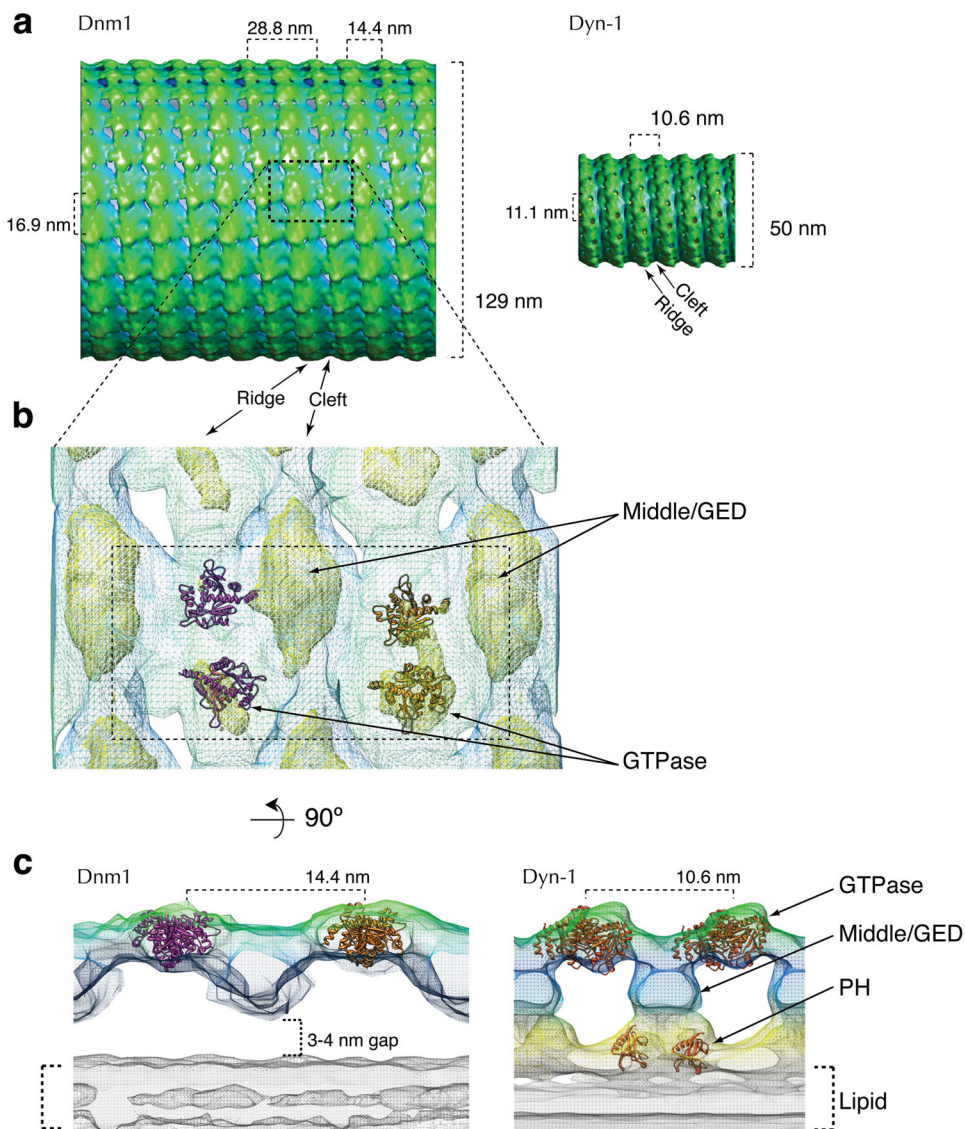 a
Dnm1
28.8 nm
14.4 nm
Dyn-1
10.6 nm
16.9 nm
11.1 nm
50 nm
129 nm
Cleft
Ridge
Ridge
Cleft
b
Middle/GED
GTPase
90º
c
Dnm1
14.4 nm
Dyn-1
10.6 nm
GTPase
Middle/GED
PH
3-4 nm gap
Lipid